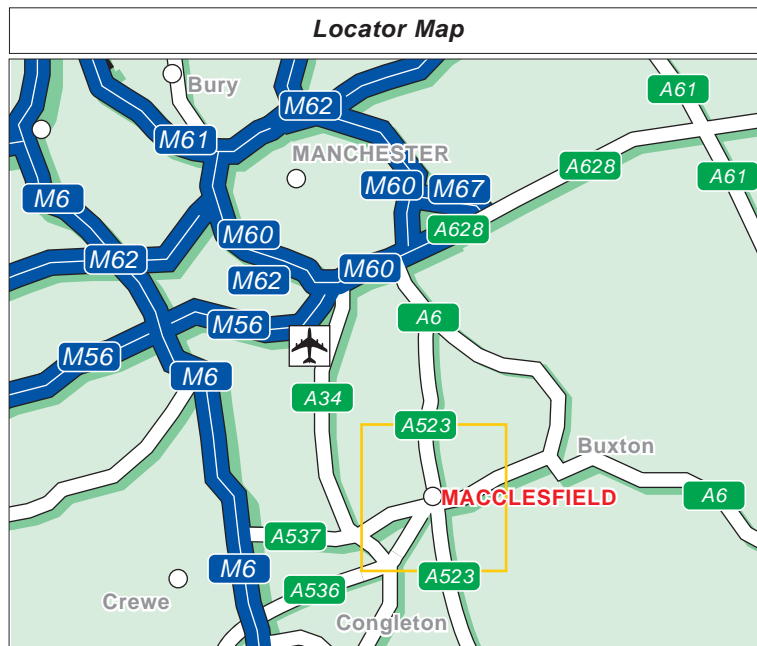 Locator Map
Bury
A61
M62
M61
MANCHESTER
A628
M6
M60
M67
A61
M60
A628
M62
M62
M60
M56
A6
M56
M6
A34
A523
Buxton
MACCLESFIELD
A6
A537
M6
A523
Crewe
A536
Congleton